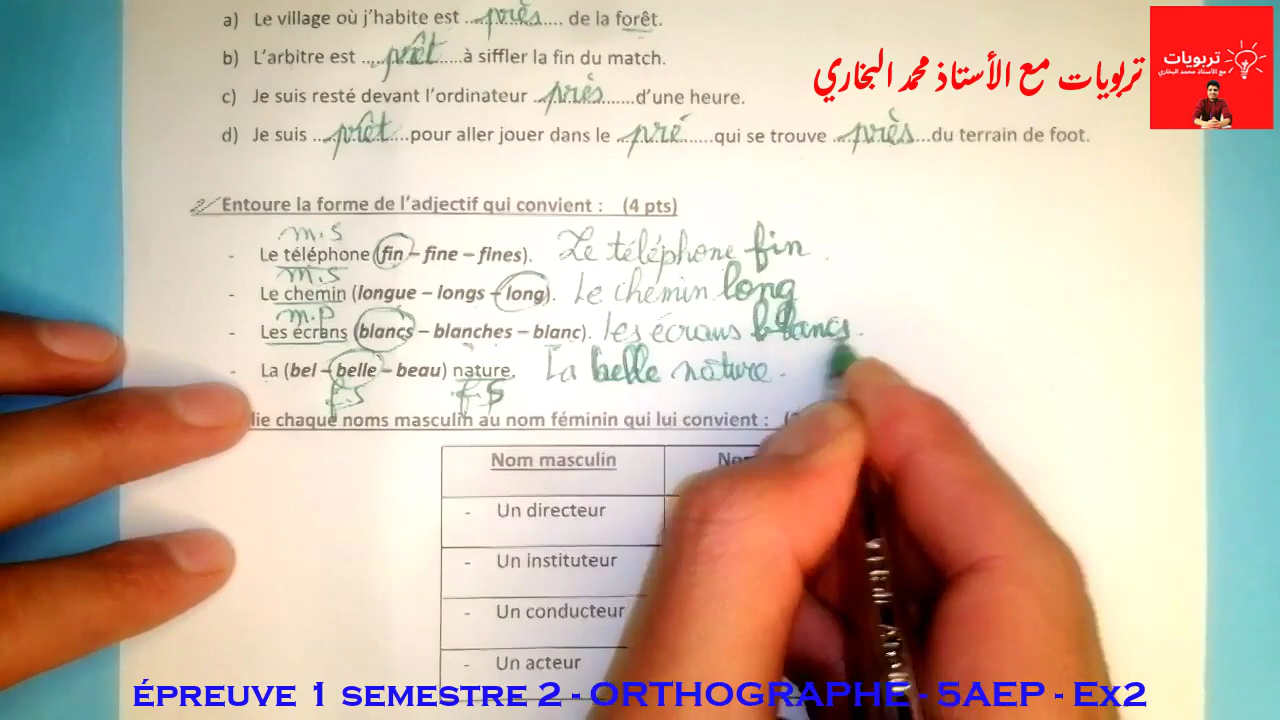 a) Le village où j'habite est ...près... de la forêt.
b) L'arbitre est ...prêt...à siffler la fin du match.
c) Je suis resté devant l'ordinateur ...près...d'une heure.
d) Je suis ...prêt...pour aller jouer dans le ...pré...qui se trouve ...près...du terrain de foot.
تربويات مع الأستاذ محمد البخاري
تربويات
مع الأستاذ محمد البخاري
2/ Entoure la forme de l'adjectif qui convient : (4 pts)
m.s
- Le téléphone (fin – fine – fines). Le téléphone fin.
m.s
- Le chemin (longue – longs – long). Le chemin long
m.p
- Les écrans (blancs – blanches – blanc). les écrans blancs.
- La (bel – belle – beau) nature. La belle nature.
f.s f.s
lie chaque noms masculin au nom féminin qui lui convient : (
Nom masculin
- Un directeur
- Un instituteur
- Un conducteur
- Un acteur
ÉPREUVE 1 SEMESTRE 2 - ORTHOGRAPHE - 5AEP - EX2